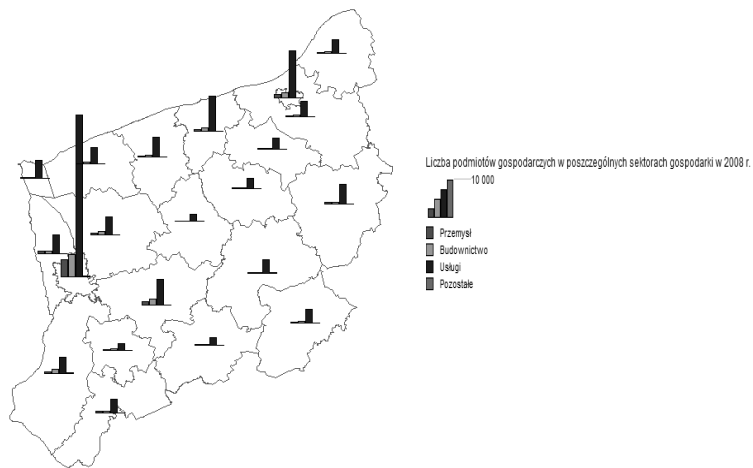 Liczba podmiotów gospodarczych w poszczególnych sektorach gospodarki w 2008 r.
10 000
Przemysł
Budownictwo
Usługi
Pozostałe